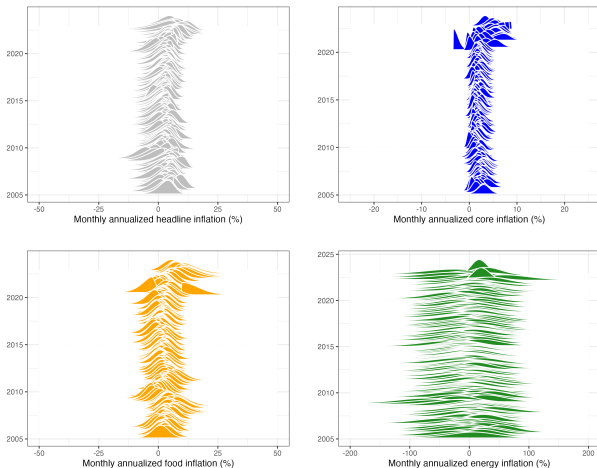 2020
2015
2010
2005
-50 -25 0 25 50
Monthly annualized headline inflation (%)
2020
2015
2010
2005
-20 -10 0 10 20
Monthly annualized core inflation (%)
2020
2015
2010
2005
-50 -25 0 25 50
Monthly annualized food inflation (%)
2025
2020
2015
2010
2005
-200 -100 0 100 200
Monthly annualized energy inflation (%)